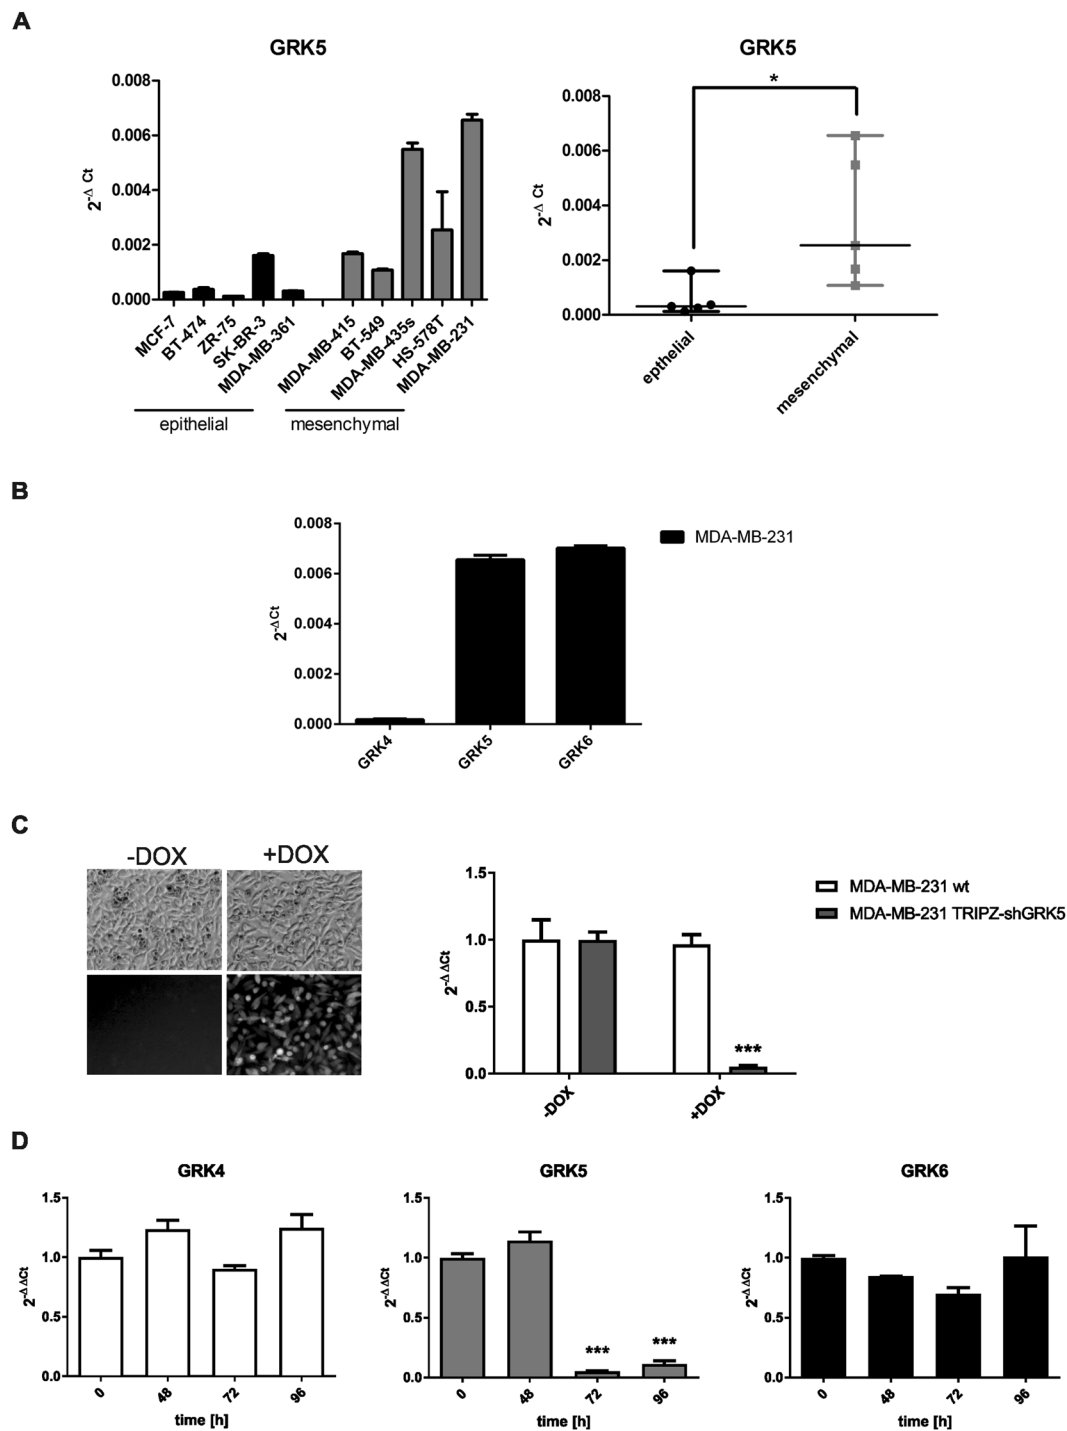 A
GRK5
0.008
0.006
0.004
0.002
0.000
2-Δ Ct
MCF-7
BT-474
ZR-75
SK-BR-3
MDA-MB-361
MDA-MB-415
BT-549
MDA-MB-435s
HS-578T
MDA-MB-231
epithelial
mesenchymal
GRK5
*
0.008
0.006
0.004
0.002
0.000
2-Δ Ct
epthelial
mesenchymal
B
0.008
0.006
0.004
0.002
0.000
2-ΔCt
GRK4
GRK5
GRK6
MDA-MB-231
C
-DOX
+DOX
1.5
1.0
0.5
0.0
2-ΔΔCt
***
-DOX
+DOX
MDA-MB-231 wt
MDA-MB-231 TRIPZ-shGRK5
D
GRK4
1.5
1.0
0.5
0.0
2-ΔΔCt
0
48
72
96
time [h]
GRK5
1.5
1.0
0.5
0.0
2-ΔΔCt
***
***
0
48
72
96
time [h]
GRK6
1.5
1.0
0.5
0.0
2-ΔΔCt
0
48
72
96
time [h]